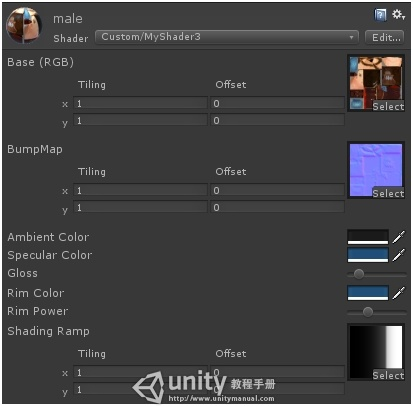 male
Shader Custom/MyShader3 Edit...
Base (RGB)
Tiling Offset
x 1 0
y 1 0
Select
BumpMap
Tiling Offset
x 1 0
y 1 0
Select
Ambient Color
Specular Color
Gloss
Rim Color
Rim Power
Shading Ramp
Tiling Offset
x 1 0
y 1 0
Select
unity 教程手册
http://www.unitymanual.com